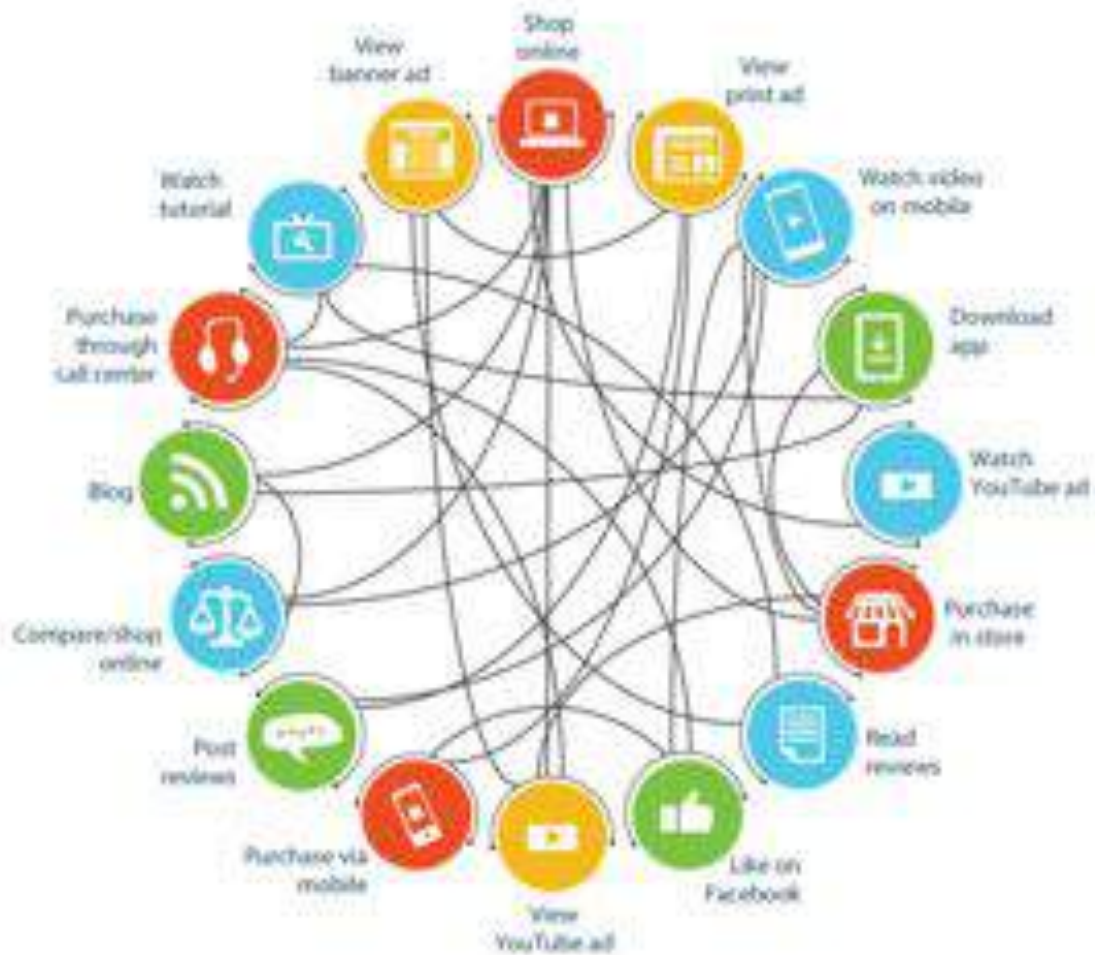 Shop
online
View
print ad
Watch video
on mobile
Download
app
Watch
YouTube ad
Purchase
in store
Read
reviews
Like on
Facebook
View
YouTube ad
Purchase via
mobile
Post
reviews
Compare/shop
online
Blog
Purchase
through
call center
Watch
tutorial
View
banner ad